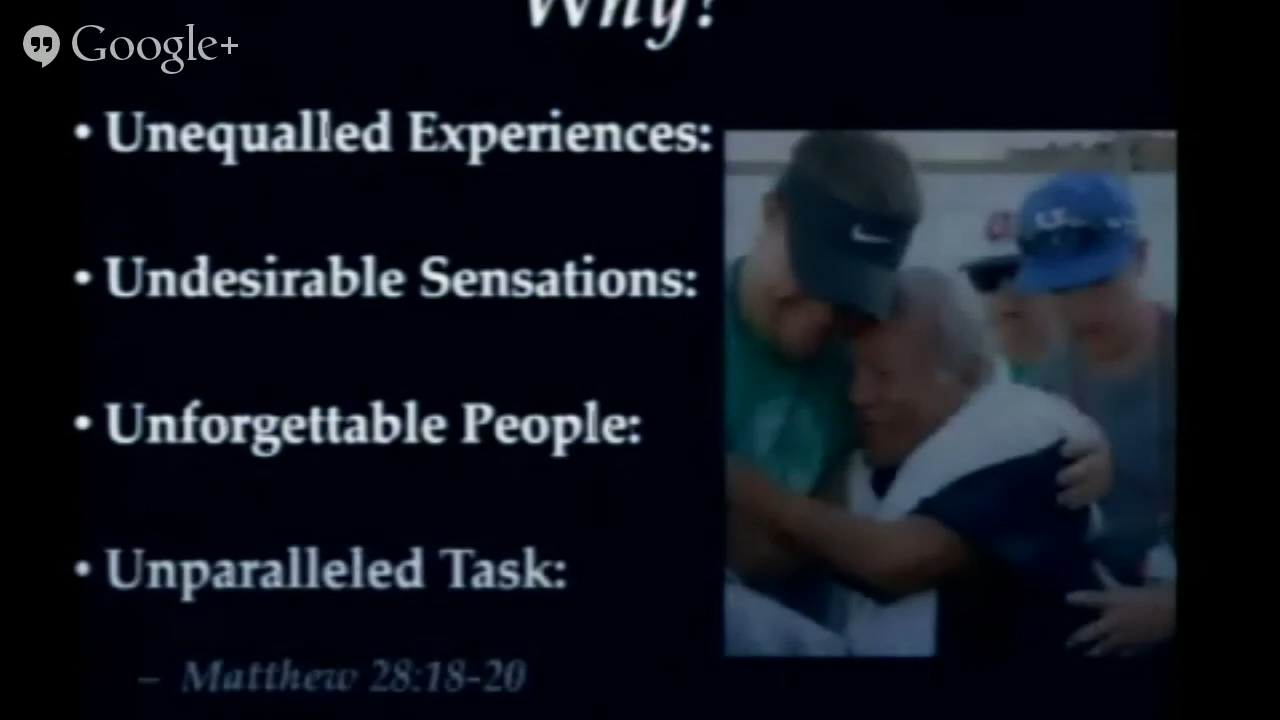 Why?
Google+
• Unequalled Experiences:
• Undesirable Sensations:
• Unforgettable People:
• Unparalleled Task:
– Matthew 28:18-20